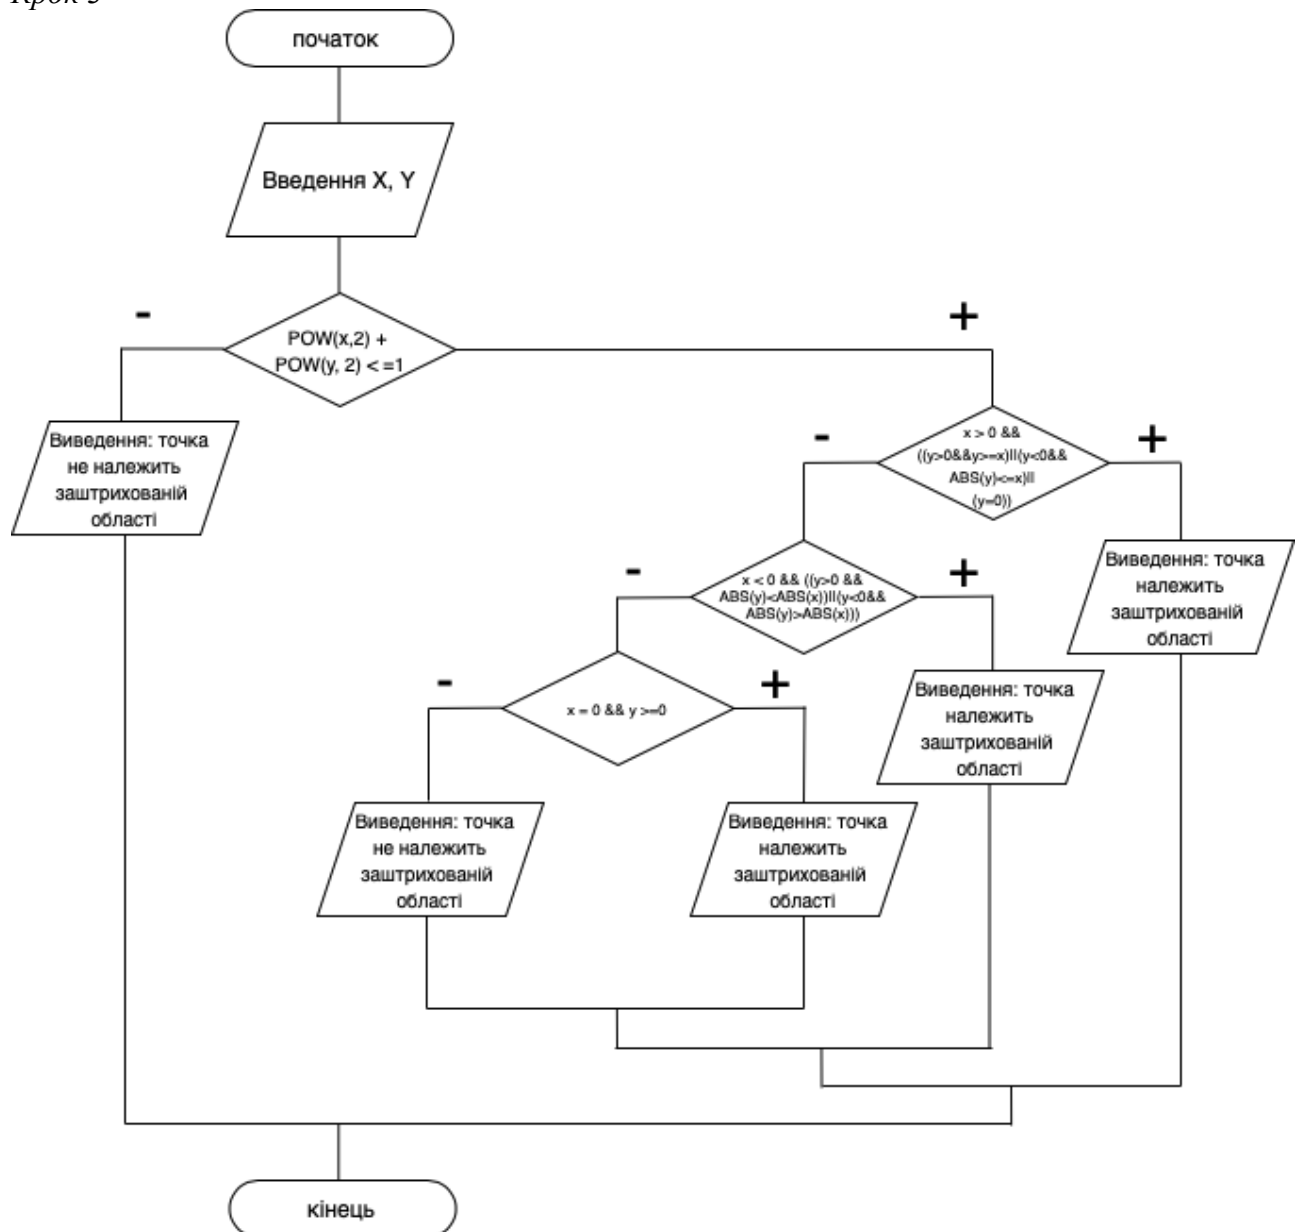 Крок 3
початок
Введення X, Y
-
+
POW(x,2) +
POW(y, 2) < =1
Виведення: точка
не належить
заштрихованій
області
-
+
x > 0 &&
((y>0&&y>=x)||(y<0&&
ABS(y)<=x)||
(y=0))
Виведення: точка
належить
заштрихованій
області
-
+
x < 0 && ((y>0 &&
ABS(y)<ABS(x))||(y<0&&
ABS(y)>ABS(x)))
Виведення: точка
належить
заштрихованій
області
-
+
x = 0 && y >=0
Виведення: точка
не належить
заштрихованій
області
Виведення: точка
належить
заштрихованій
області
кінець